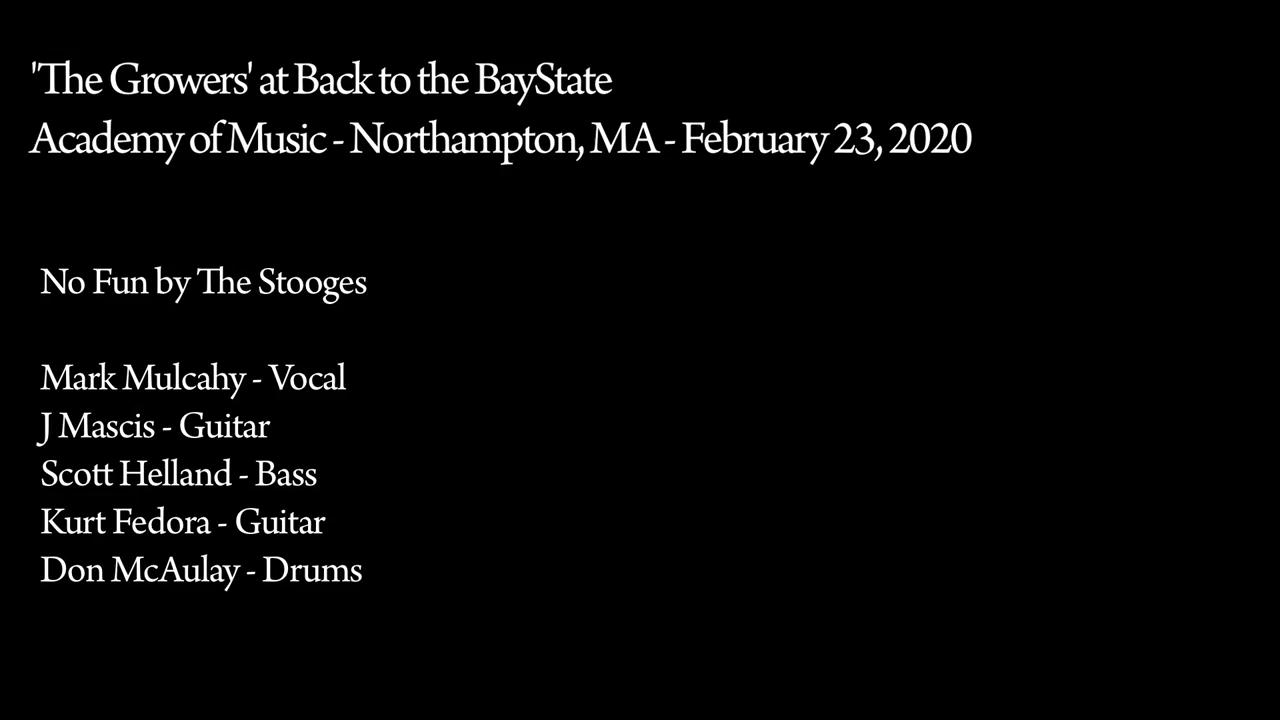 'The Growers' at Back to the BayState
Academy of Music - Northampton, MA - February 23, 2020
No Fun by The Stooges
Mark Mulcahy - Vocal
J Mascis - Guitar
Scott Helland - Bass
Kurt Fedora - Guitar
Don McAulay - Drums